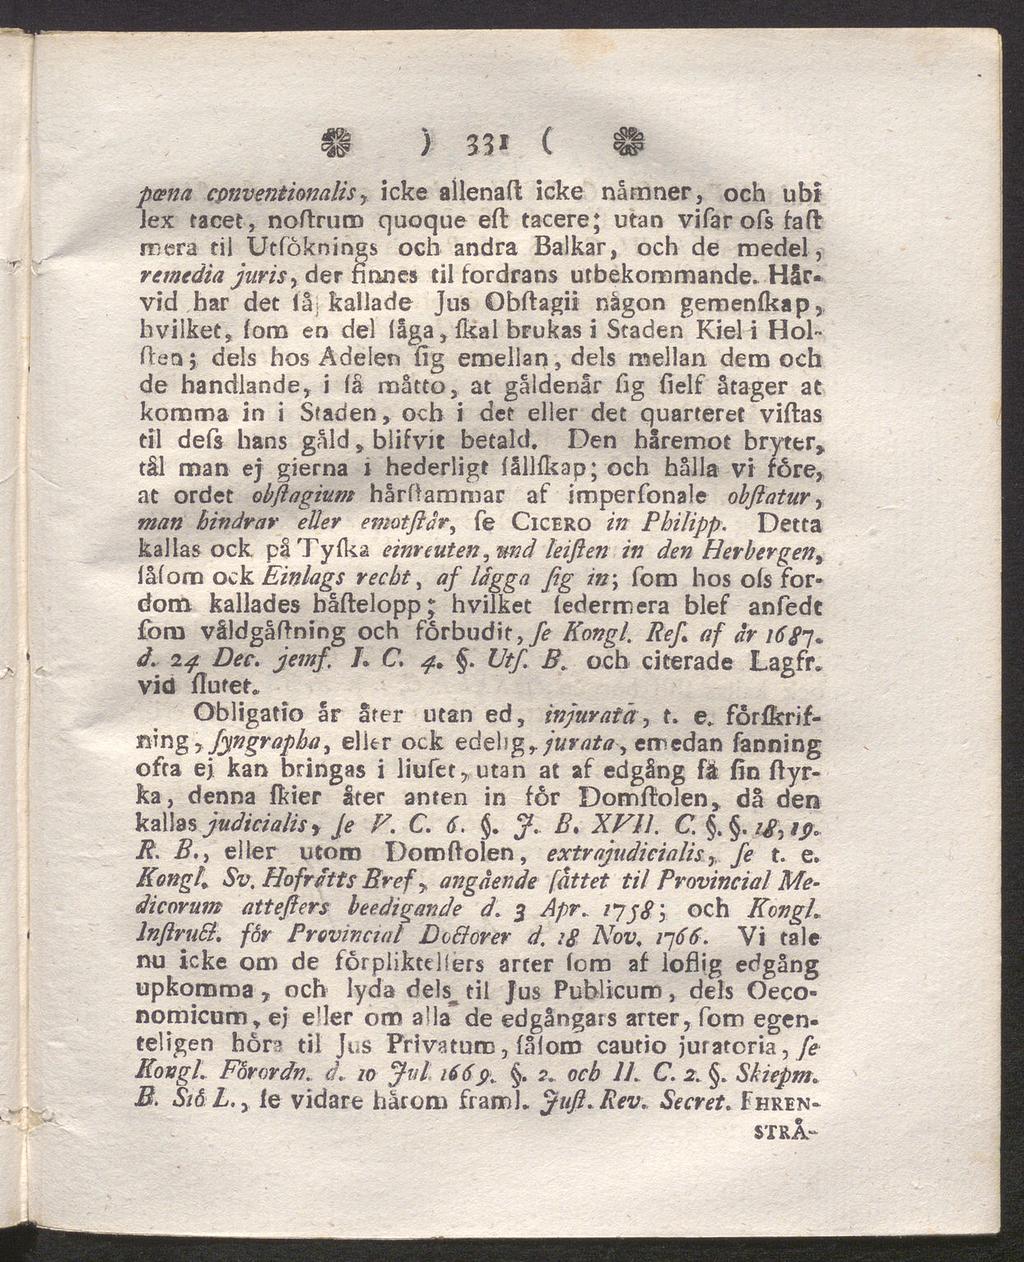 ) 331 (
pœna conventionalis, icke allenaſt icke nåmner, och ubi
lex tacet, noſtrum quoque eſt tacere; utan viſar oſs faſt
mera til Utſöknings och andra Balkar, och de medel,
remedia juris, der finnes til fordrans utbekommande. Hår-
vid har det ſå kallade Jus Obſtagii någon gemenſkap,
hvilket, ſom en del ſåga, ſkal brukas i Staden Kiel i Hol-
ſten; dels hos Adelen ſig emellan, dels mellan dem och
de handlande, i ſå måtto, at gåldenår ſig ſielf åtager at
komma in i Staden, och i det eller det quarteret viſtas
til deſs hans gåld, blifvit betald. Den håremot bryter,
tål man ej gierna i hederligt ſållſkap; och hålla vi före,
at ordet obſtagium hårſtammar af imperſonale obſtatur,
man hindrar eller emotſtår, ſe CICERO in Philipp. Detta
kallas ock på Tyſka einreuten, und leiſten in den Herbergen,
ſåſom ock Einlags recht, af lågga ſig in; ſom hos oſs for-
dom kallades håſtelopp; hvilket ſedermera blef anſedt
ſom våldgåſtning och förbudit, ſe Kongl. Reſ. af år 1687.
d. 24 Dec. jemf. I. C. 4. §. Utſ. B. och citerade Lagfr.
vid ſlutet.
Obligatio år åter utan ed, injurata, t. e. förſkrif-
ning, ſyngrapha, eller ock edelig, jurata, emedan ſanning
ofta ej kan bringas i liuſet, utan at af edgång få ſin ſtyr-
ka, denna ſkier åter anten in för Domſtolen, då den
kallas judicialis, ſe V. C. 6. §. J. B. XVII. C. §. §. 18, 19.
R. B., eller utom Domſtolen, extrajudicialis, ſe t. e.
Kongl. Sv. Hofrätts Bref, angående ſåttet til Provincial Me-
dicorum atteſters beedigande d. 3 Apr. 1758; och Kongl.
Inſtruct. för Provincial Doctorer d. 18 Nov. 1766. Vi tale
nu icke om de förpliktelſers arter ſom af loflig edgång
upkomma, och lyda dels til Jus Publicum, dels Oeco-
nomicum, ej eller om alla de edgångars arter, ſom egen-
teligen höra til Jus Privatum, ſåſom cautio juratoria, ſe
Kongl. Förordn. d. 10 Jul. 1669. §. 2. och II. C. 2. §. Skiepm.
B. Siö L., ſe vidare hårom framl. Juſt. Rev. Secret. EHREN-
STRÅ-